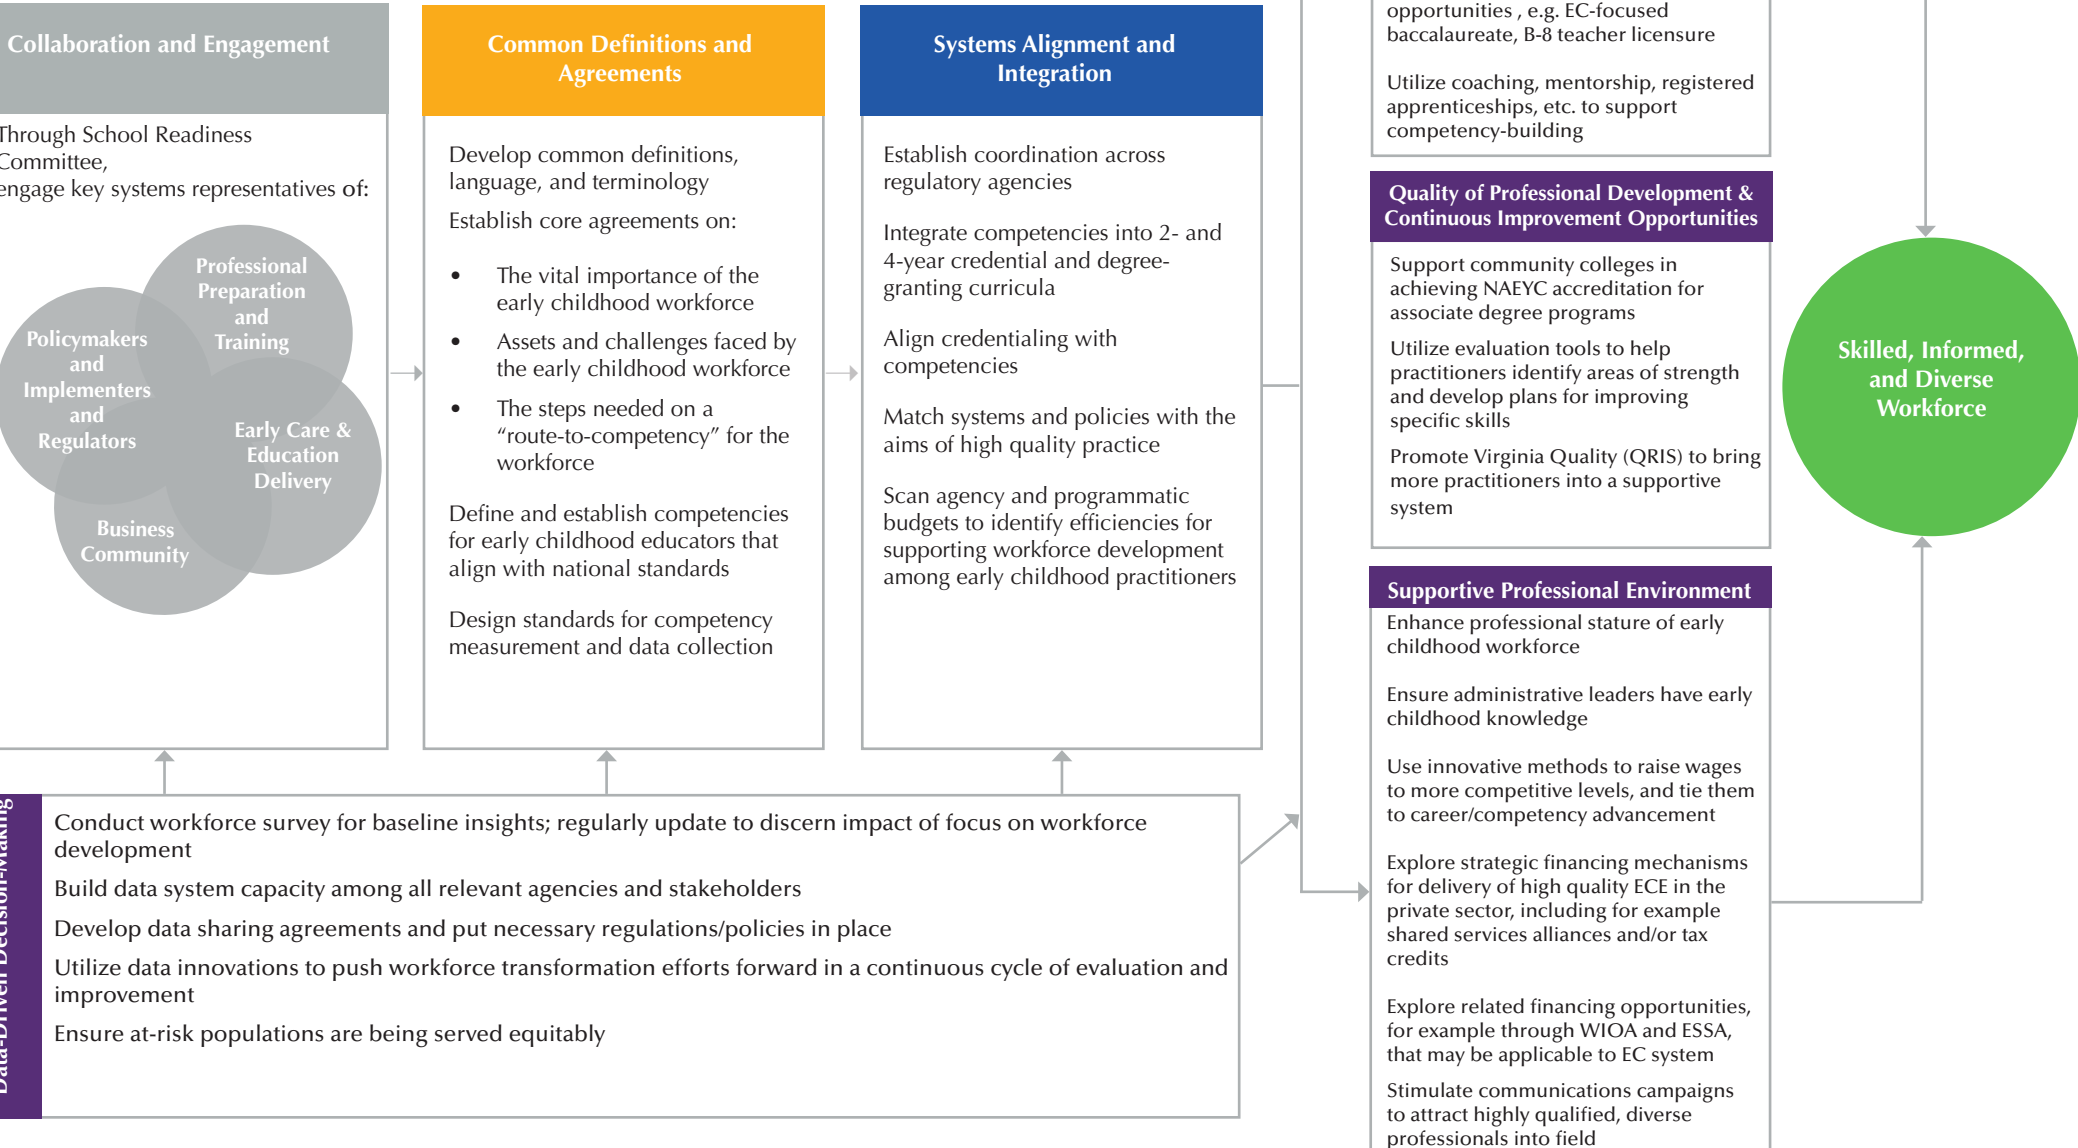 Collaboration and Engagement
Through School Readiness
Committee,
engage key systems representatives of:
Professional
Preparation
and
Training
Policymakers
and
Implementers
and
Regulators
Early Care &
Education
Delivery
Business
Community
Common Definitions and
Agreements
Develop common definitions,
language, and terminology
Establish core agreements on:
• The vital importance of the
early childhood workforce
• Assets and challenges faced by
the early childhood workforce
• The steps needed on a
“route-to-competency” for the
workforce
Define and establish competencies
for early childhood educators that
align with national standards
Design standards for competency
measurement and data collection
Systems Alignment and
Integration
Establish coordination across
regulatory agencies
Integrate competencies into 2- and
4-year credential and degree-
granting curricula
Align credentialing with
competencies
Match systems and policies with the
aims of high quality practice
Scan agency and programmatic
budgets to identify efficiencies for
supporting workforce development
among early childhood practitioners
opportunities , e.g. EC-focused
baccalaureate, B-8 teacher licensure
Utilize coaching, mentorship, registered
apprenticeships, etc. to support
competency-building
Quality of Professional Development &
Continuous Improvement Opportunities
Support community colleges in
achieving NAEYC accreditation for
associate degree programs
Utilize evaluation tools to help
practitioners identify areas of strength
and develop plans for improving
specific skills
Promote Virginia Quality (QRIS) to bring
more practitioners into a supportive
system
Supportive Professional Environment
Enhance professional stature of early
childhood workforce
Ensure administrative leaders have early
childhood knowledge
Use innovative methods to raise wages
to more competitive levels, and tie them
to career/competency advancement
Explore strategic financing mechanisms
for delivery of high quality ECE in the
private sector, including for example
shared services alliances and/or tax
credits
Explore related financing opportunities,
for example through WIOA and ESSA,
that may be applicable to EC system
Stimulate communications campaigns
to attract highly qualified, diverse
professionals into field
Skilled, Informed,
and Diverse
Workforce
Data-Driven Decision-Making
Conduct workforce survey for baseline insights; regularly update to discern impact of focus on workforce
development
Build data system capacity among all relevant agencies and stakeholders
Develop data sharing agreements and put necessary regulations/policies in place
Utilize data innovations to push workforce transformation efforts forward in a continuous cycle of evaluation and
improvement
Ensure at-risk populations are being served equitably